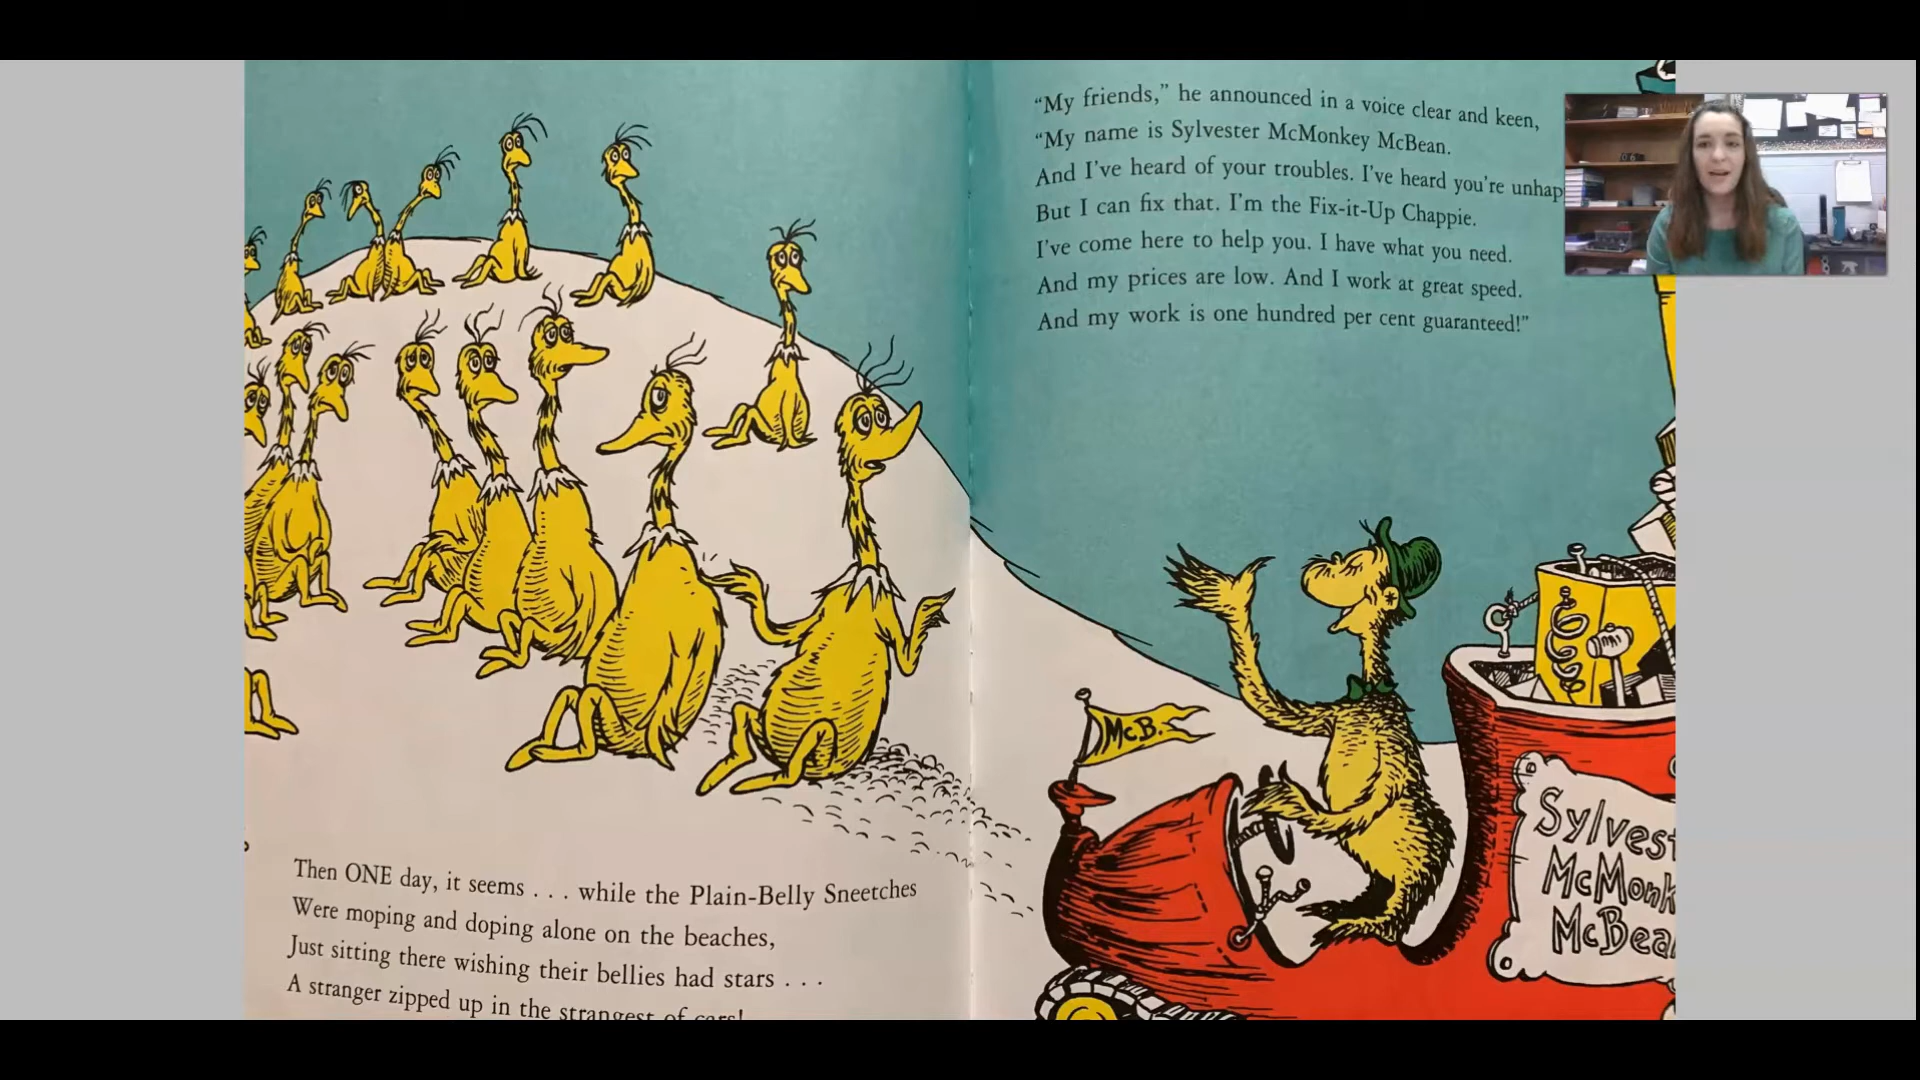 Then ONE day, it seems . . . while the Plain-Belly Sneetches
Were moping and doping alone on the beaches,
Just sitting there wishing their bellies had stars . . .
A stranger zipped up in the strangest of cars!
“My friends,” he announced in a voice clear and keen,
“My name is Sylvester McMonkey McBean.
And I’ve heard of your troubles. I’ve heard you’re unhap
But I can fix that. I’m the Fix-it-Up Chappie.
I’ve come here to help you. I have what you need.
And my prices are low. And I work at great speed.
And my work is one hundred per cent guaranteed!”
McB.
Sylvest
McMonk
McBea